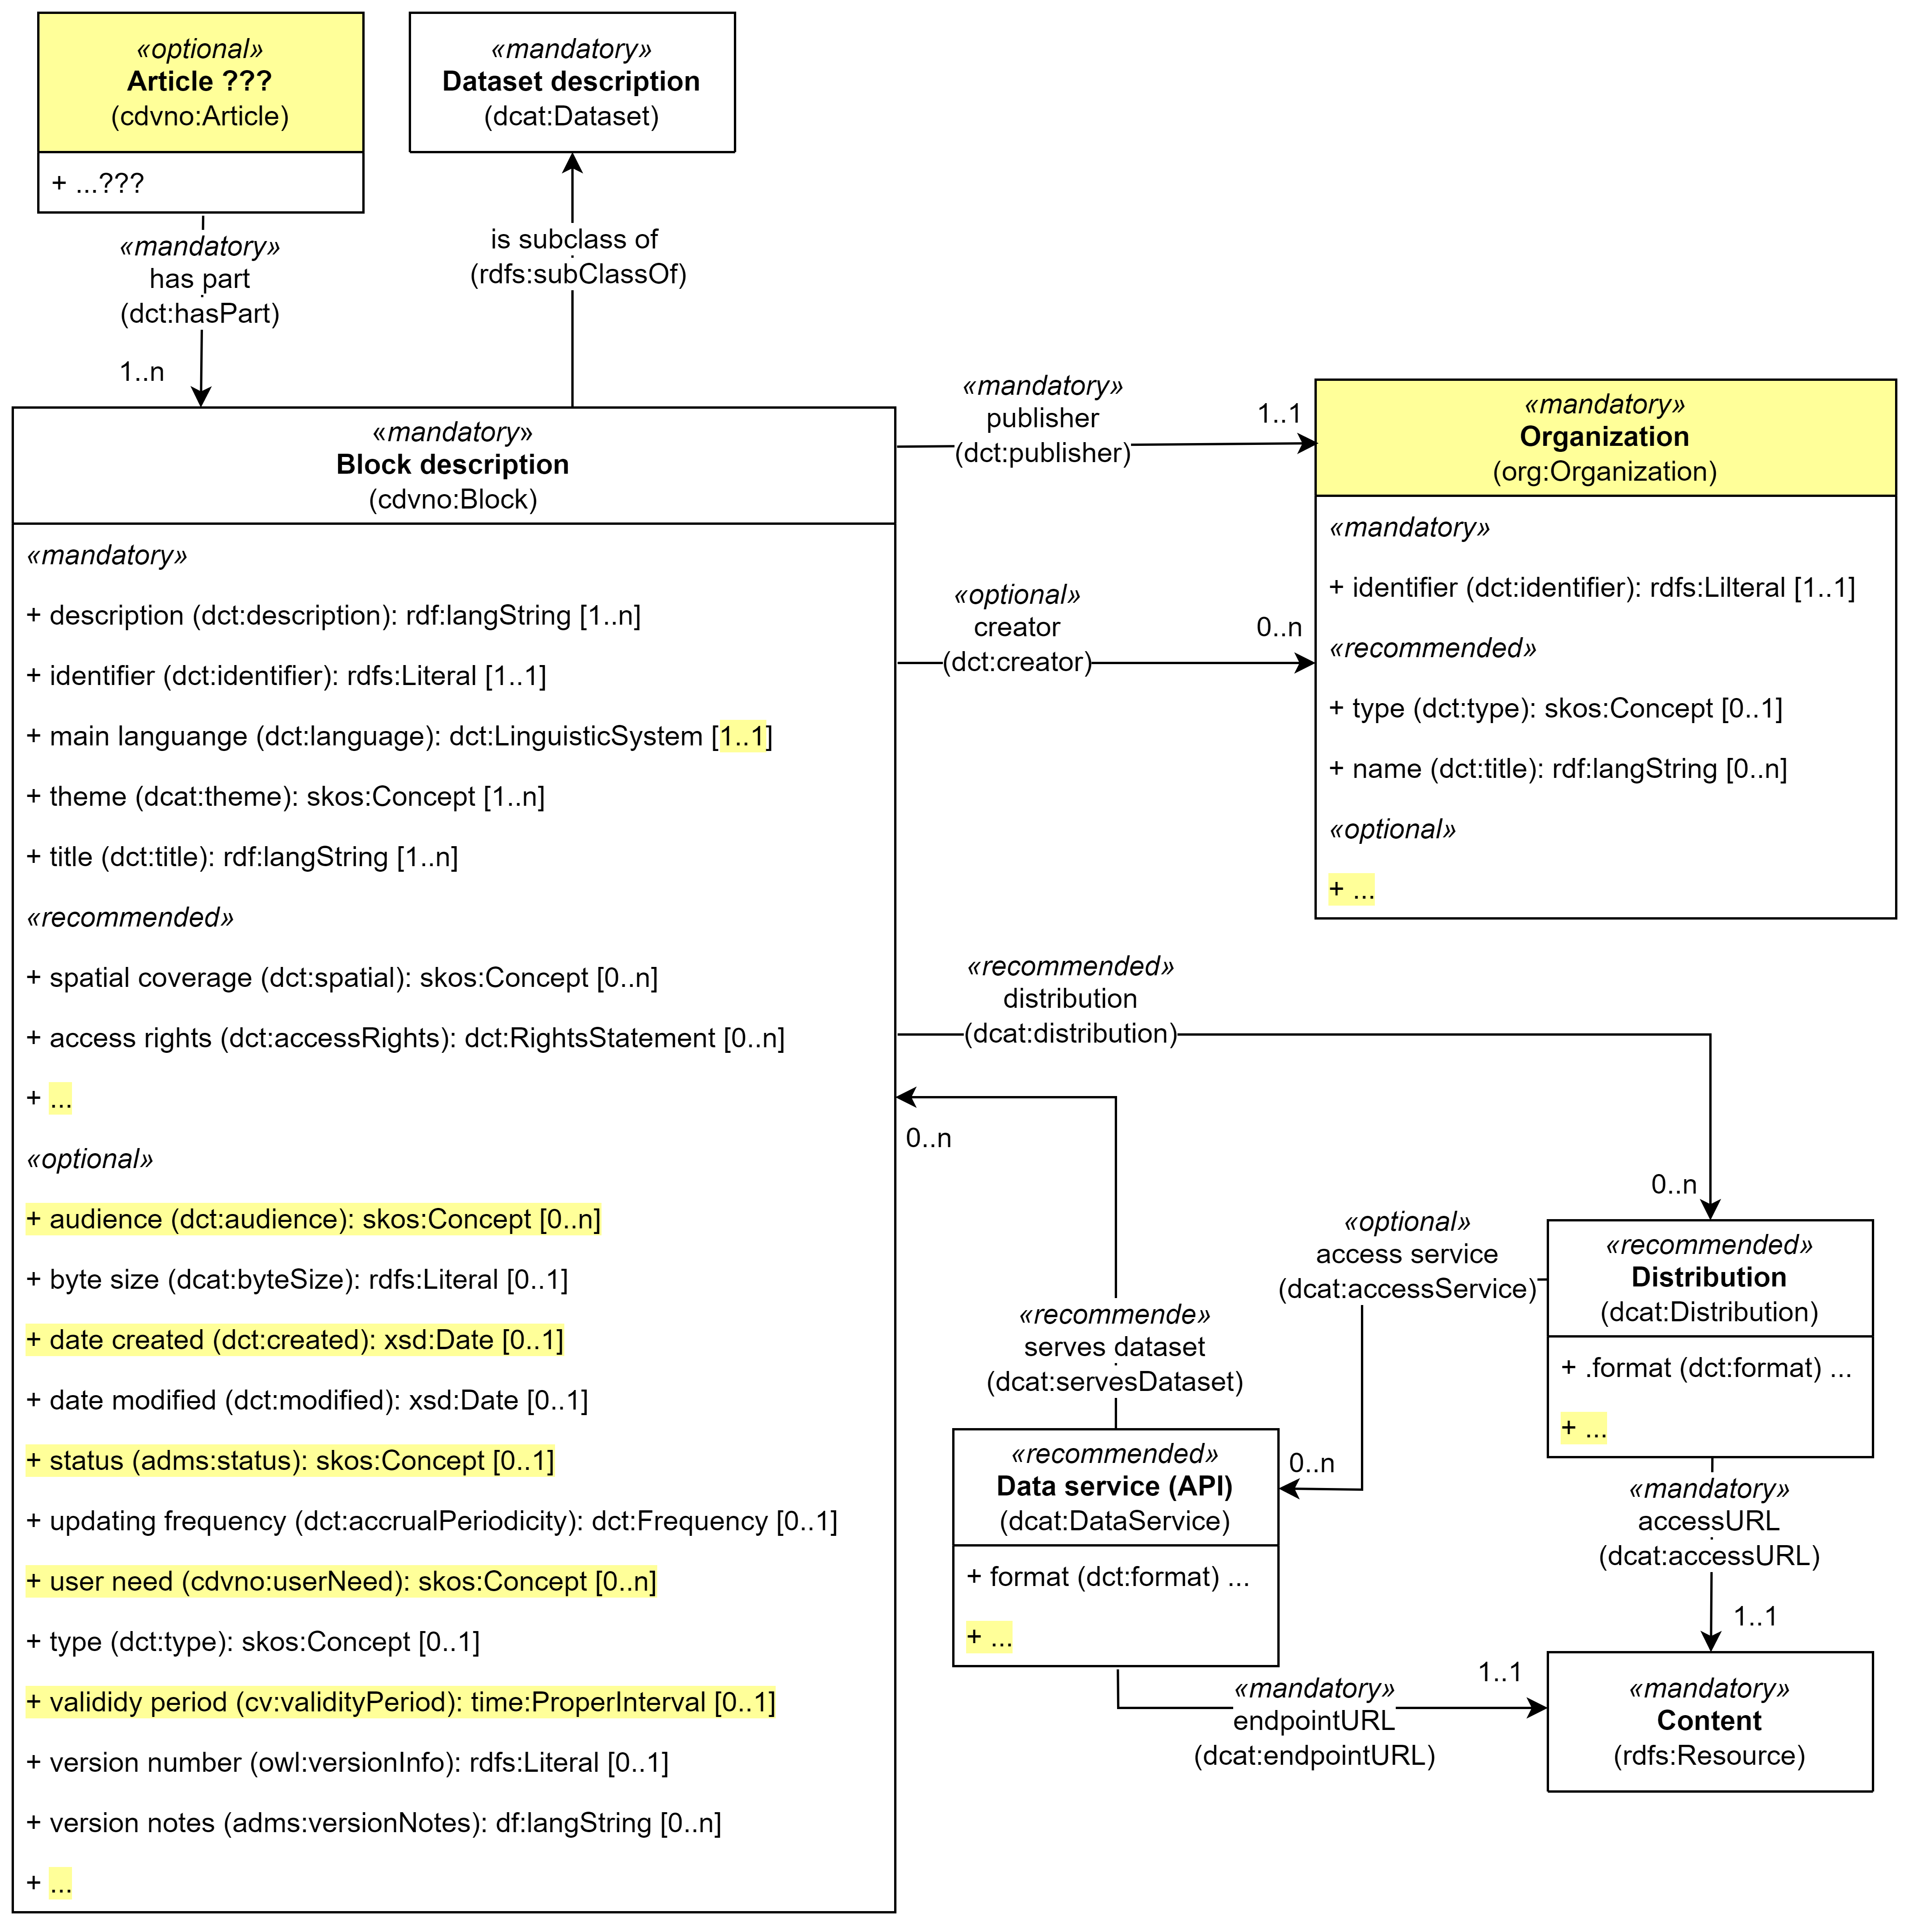 «optional»
Article ???
(cdvno:Article)
+ ...???
«mandatory»
Dataset description
(dcat:Dataset)
«mandatory»
has part
(dct:hasPart)
1..n
is subclass of
(rdfs:subClassOf)
«mandatory»
Block description
(cdvno:Block)
«mandatory»
+ description (dct:description): rdf:langString [1..n]
+ identifier (dct:identifier): rdfs:Literal [1..1]
+ main languange (dct:language): dct:LinguisticSystem [1..1]
+ theme (dcat:theme): skos:Concept [1..n]
+ title (dct:title): rdf:langString [1..n]
«recommended»
+ spatial coverage (dct:spatial): skos:Concept [0..n]
+ access rights (dct:accessRights): dct:RightsStatement [0..n]
+ ...
«optional»
+ audience (dct:audience): skos:Concept [0..n]
+ byte size (dcat:byteSize): rdfs:Literal [0..1]
+ date created (dct:created): xsd:Date [0..1]
+ date modified (dct:modified): xsd:Date [0..1]
+ status (adms:status): skos:Concept [0..1]
+ updating frequency (dct:accrualPeriodicity): dct:Frequency [0..1]
+ user need (cdvno:userNeed): skos:Concept [0..n]
+ type (dct:type): skos:Concept [0..1]
+ valididy period (cv:validityPeriod): time:ProperInterval [0..1]
+ version number (owl:versionInfo): rdfs:Literal [0..1]
+ version notes (adms:versionNotes): df:langString [0..n]
+ ...
«mandatory»
publisher
(dct:publisher)
1..1
«optional»
creator
(dct:creator)
0..n
«mandatory»
Organization
(org:Organization)
«mandatory»
+ identifier (dct:identifier): rdfs:Lilteral [1..1]
«recommended»
+ type (dct:type): skos:Concept [0..1]
+ name (dct:title): rdf:langString [0..n]
«optional»
+ ...
«recommended»
distribution
(dcat:distribution)
0..n
0..n
«recommende»
serves dataset
(dcat:servesDataset)
«optional»
access service
(dcat:accessService)
0..n
«recommended»
Distribution
(dcat:Distribution)
+ .format (dct:format) ...
+ ...
«recommended»
Data service (API)
(dcat:DataService)
+ format (dct:format) ...
+ ...
«mandatory»
accessURL
(dcat:accessURL)
1..1
«mandatory»
endpointURL
(dcat:endpointURL)
1..1
«mandatory»
Content
(rdfs:Resource)